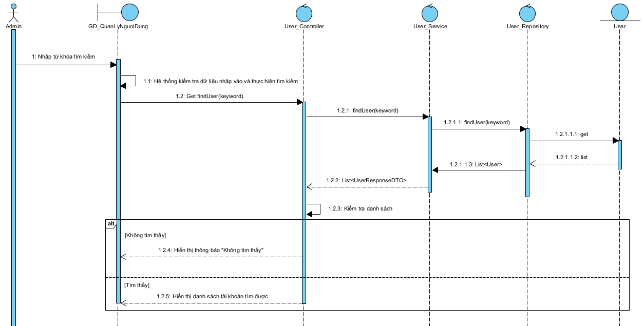 Admin
GD_QuanLyNguoiDung
User_Controller
User_Service
User_Repository
User
1: Nhập từ khóa tìm kiếm
1.1: Hệ thống kiểm tra dữ liệu nhập vào và thực hiện tìm kiếm
1.2: Get findUser(keyword)
1.2.1: findUser(keyword)
1.2.1.1: findUser(keyword)
1.2.1.1.1: get
1.2.1.1.2: list
1.2.1.1.3: List<User>
1.2.2: List<UserResponseDTO>
1.2.3: Kiểm tra danh sách
alt
[Không tìm thấy]
1.2.4: Hiển thị thông báo "Không tìm thấy"
[Tìm thấy]
1.2.5: Hiển thị danh sách tài khoản tìm được